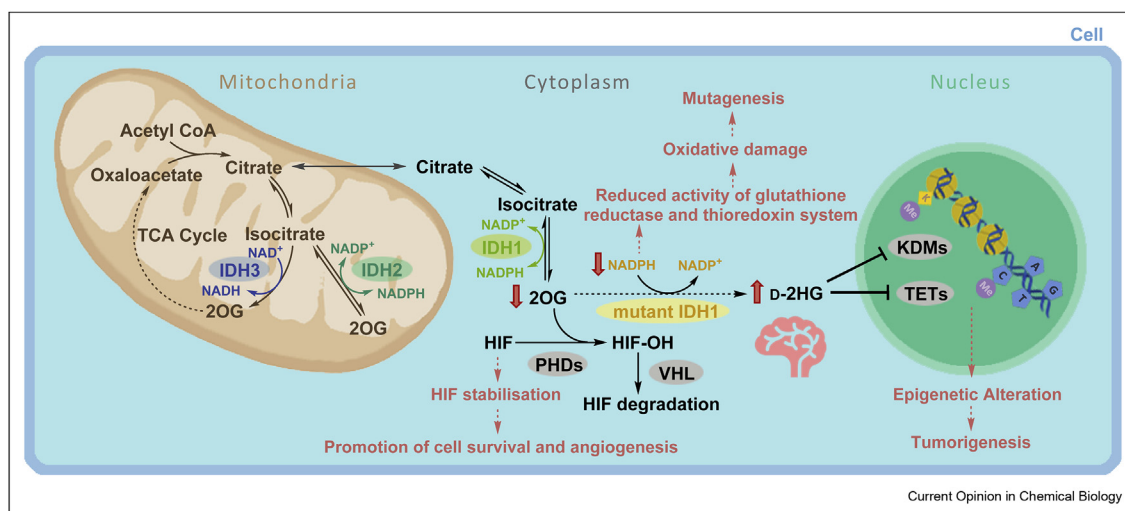 Cell
Mitochondria
Cytoplasm
Nucleus
Acetyl CoA
Oxaloacetate
Citrate
TCA Cycle
Isocitrate
NAD+
IDH3
NADH
2OG
NADP+
IDH2
NADPH
2OG
Citrate
Isocitrate
NADP+
IDH1
NADPH
2OG
Mutagenesis
Oxidative damage
Reduced activity of glutathione
reductase and thioredoxin system
NADPH
NADP+
mutant IDH1
D-2HG
HIF
PHDs
HIF-OH
VHL
HIF degradation
HIF stabilisation
Promotion of cell survival and angiogenesis
K
Me
KDMs
TETs
Me
C
A
T
G
Epigenetic Alteration
Tumorigenesis
Current Opinion in Chemical Biology